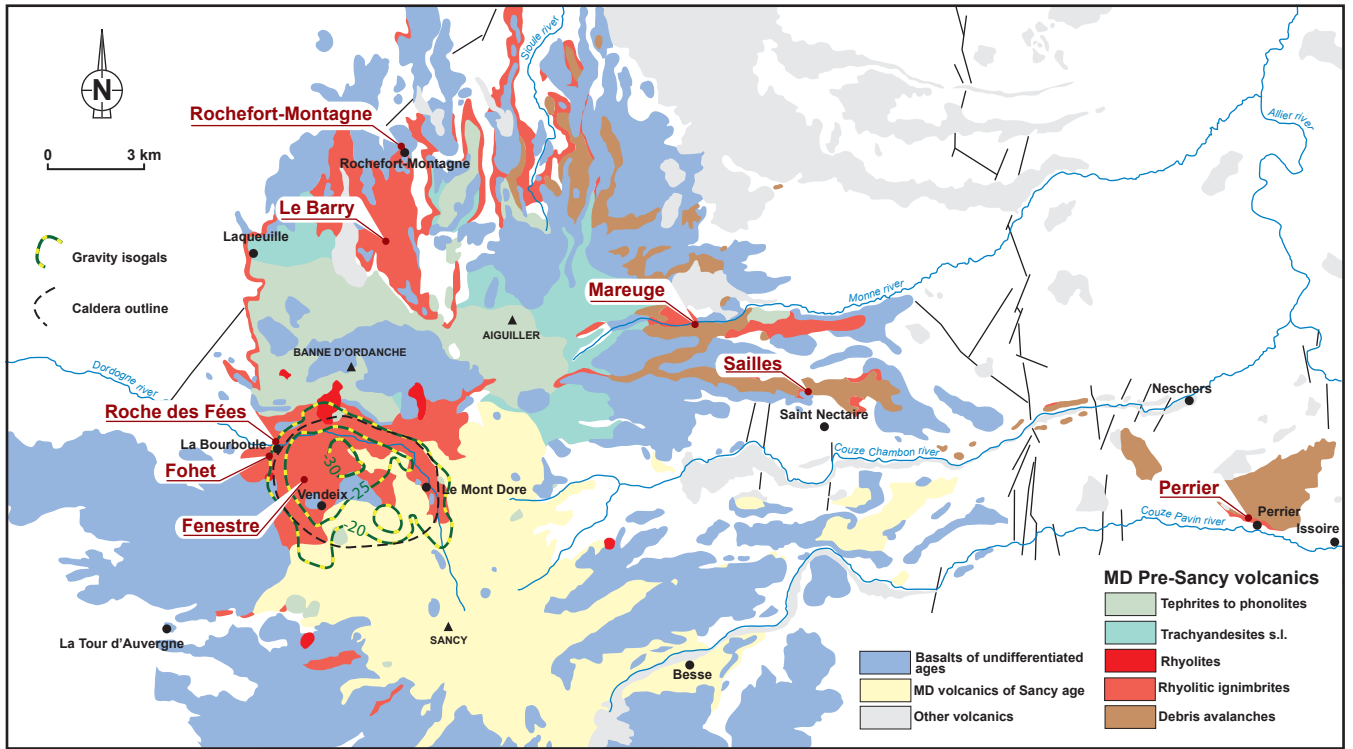 Sioule river
Allier river
N
Rochefort-Montagne
0 3 km
Rochefort-Montagne
Le Barry
Laqueuille
Gravity isogals
Mareuge
Monne river
Caldera outline
AIGUILLER
BANNE D'ORDANCHE
Dordogne river
Sailles
Neschers
Roche des Fées
Saint Nectaire
La Bourboule
Couze Chambon river
Fohet
-30
-25
Vendeix
Le Mont Dore
Perrier
Fenestre
-20
Perrier
Couze Pavin river
Issoire
MD Pre-Sancy volcanics
Tephrites to phonolites
Trachyandesites s.l.
La Tour d'Auvergne
SANCY
Basalts of undifferentiated
ages
Rhyolites
Besse
MD volcanics of Sancy age
Rhyolitic ignimbrites
Other volcanics
Debris avalanches